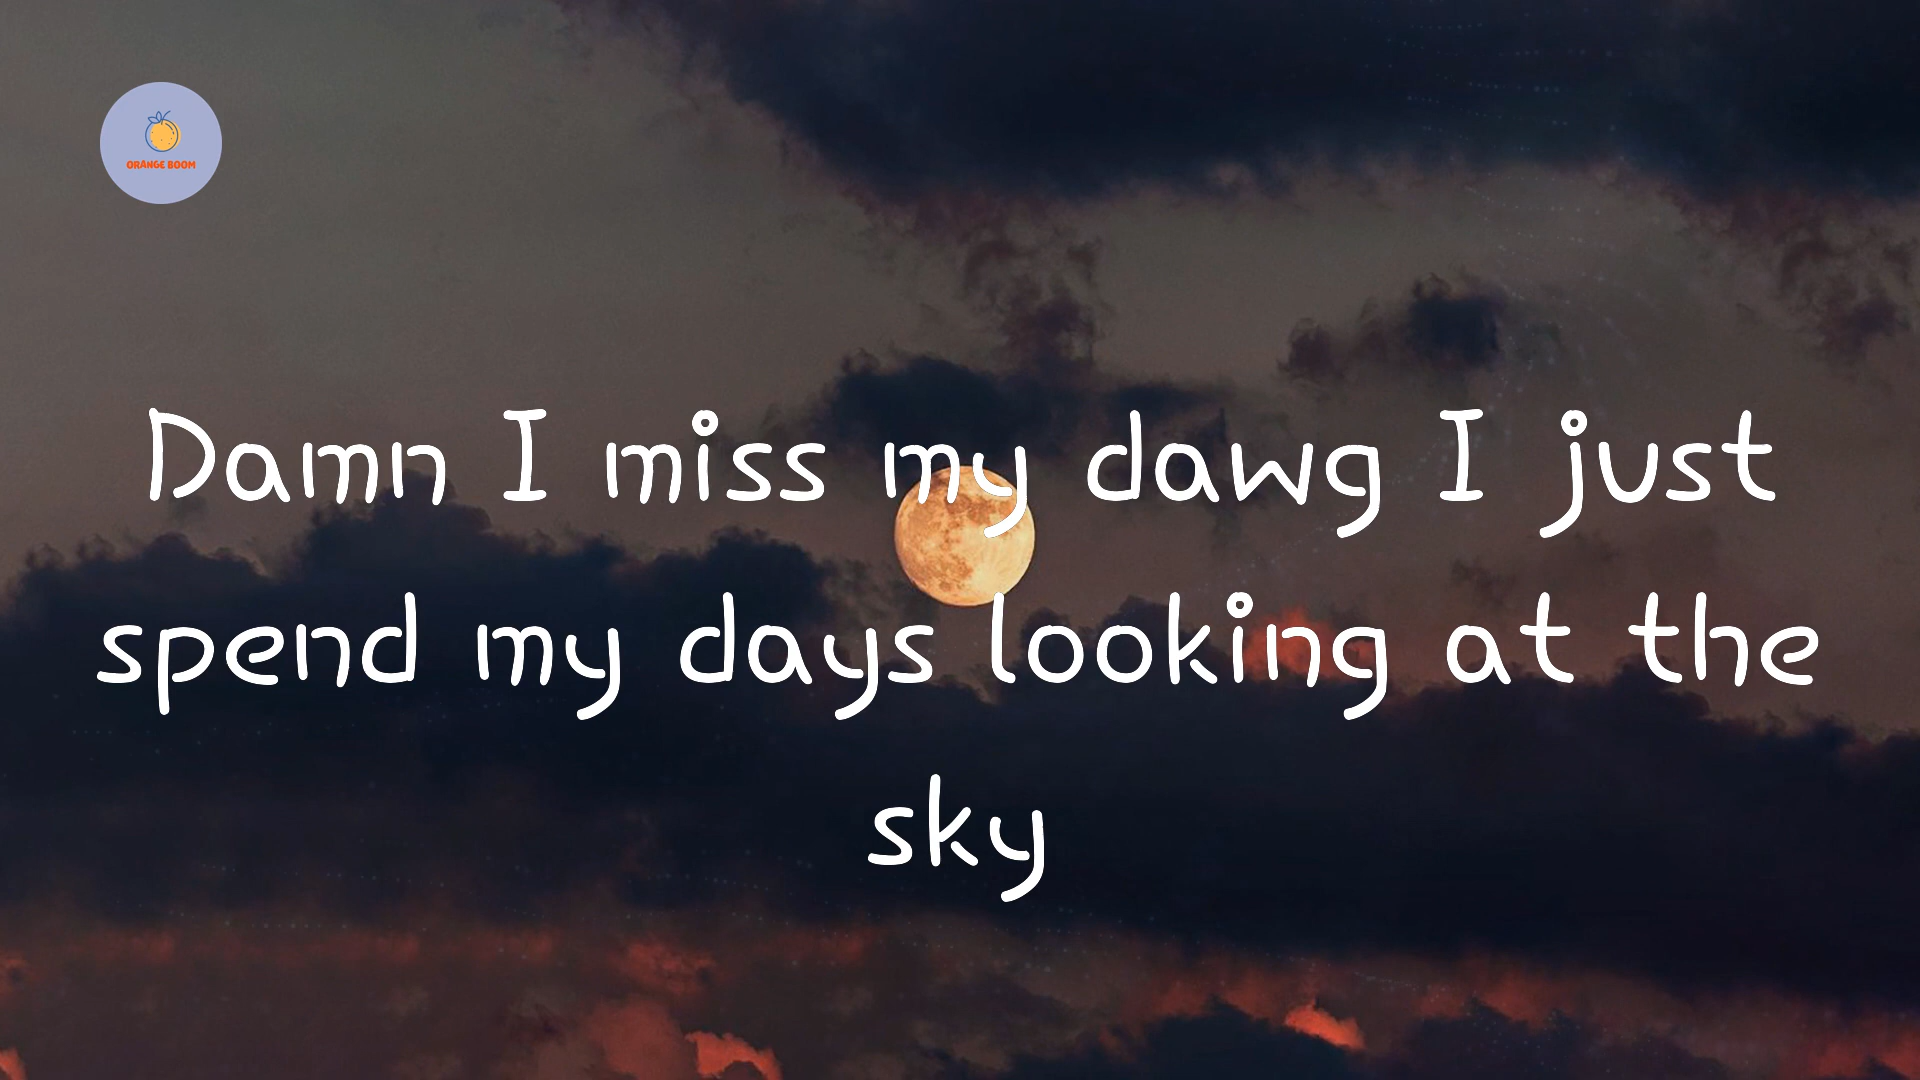 ORANGE BOOM
Damn I miss my dawg I just
spend my days looking at the
sky